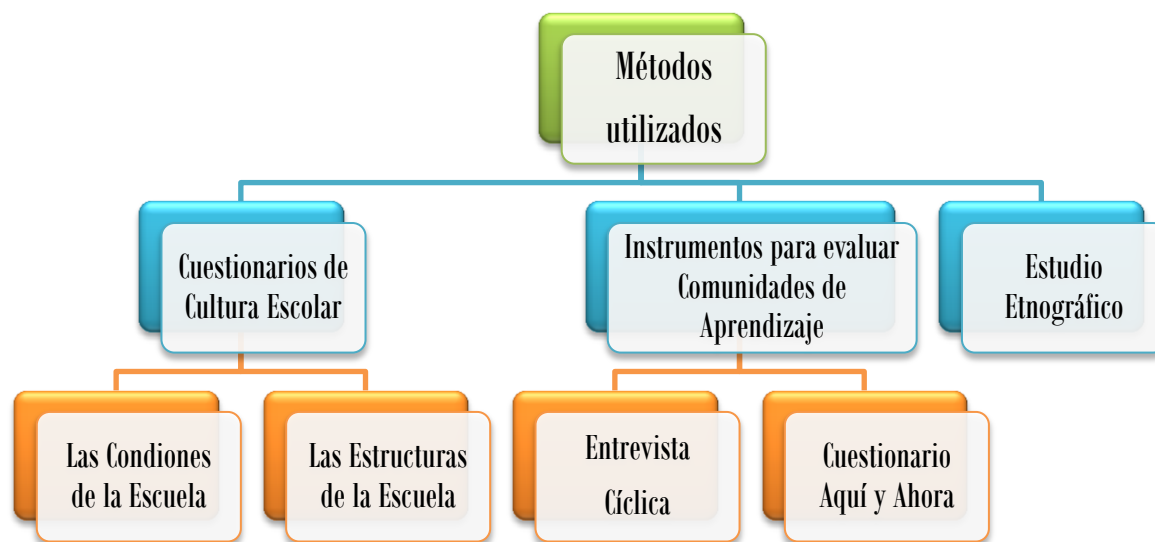 Métodos
utilizados
Cuestionarios de
Cultura Escolar
Instrumentos para evaluar
Comunidades de
Aprendizaje
Estudio
Etnográfico
Las Condiones
de la Escuela
Las Estructuras
de la Escuela
Entrevista
Cíclica
Cuestionario
Aquí y Ahora